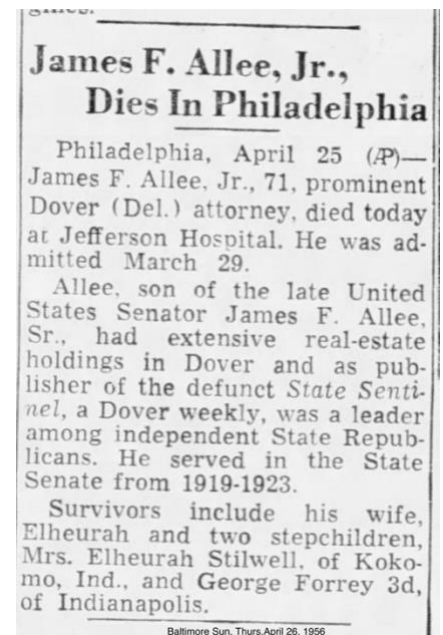 James F. Allee, Jr.,
Dies In Philadelphia
Philadelphia, April 25 (AP)—
James F. Allee, Jr., 71, prominent
Dover (Del.) attorney, died today
at Jefferson Hospital. He was ad-
mitted March 29.
Allee, son of the late United
States Senator James F. Allee,
Sr., had extensive real-estate
holdings in Dover and as pub-
lisher of the defunct State Senti-
nel, a Dover weekly, was a leader
among independent State Repub-
licans. He served in the State
Senate from 1919-1923.
Survivors include his wife,
Elheurah and two stepchildren,
Mrs. Elheurah Stilwell, of Koko-
mo, Ind., and George Forrey 3d,
of Indianapolis.
Baltimore Sun, Thurs,April 26, 1956